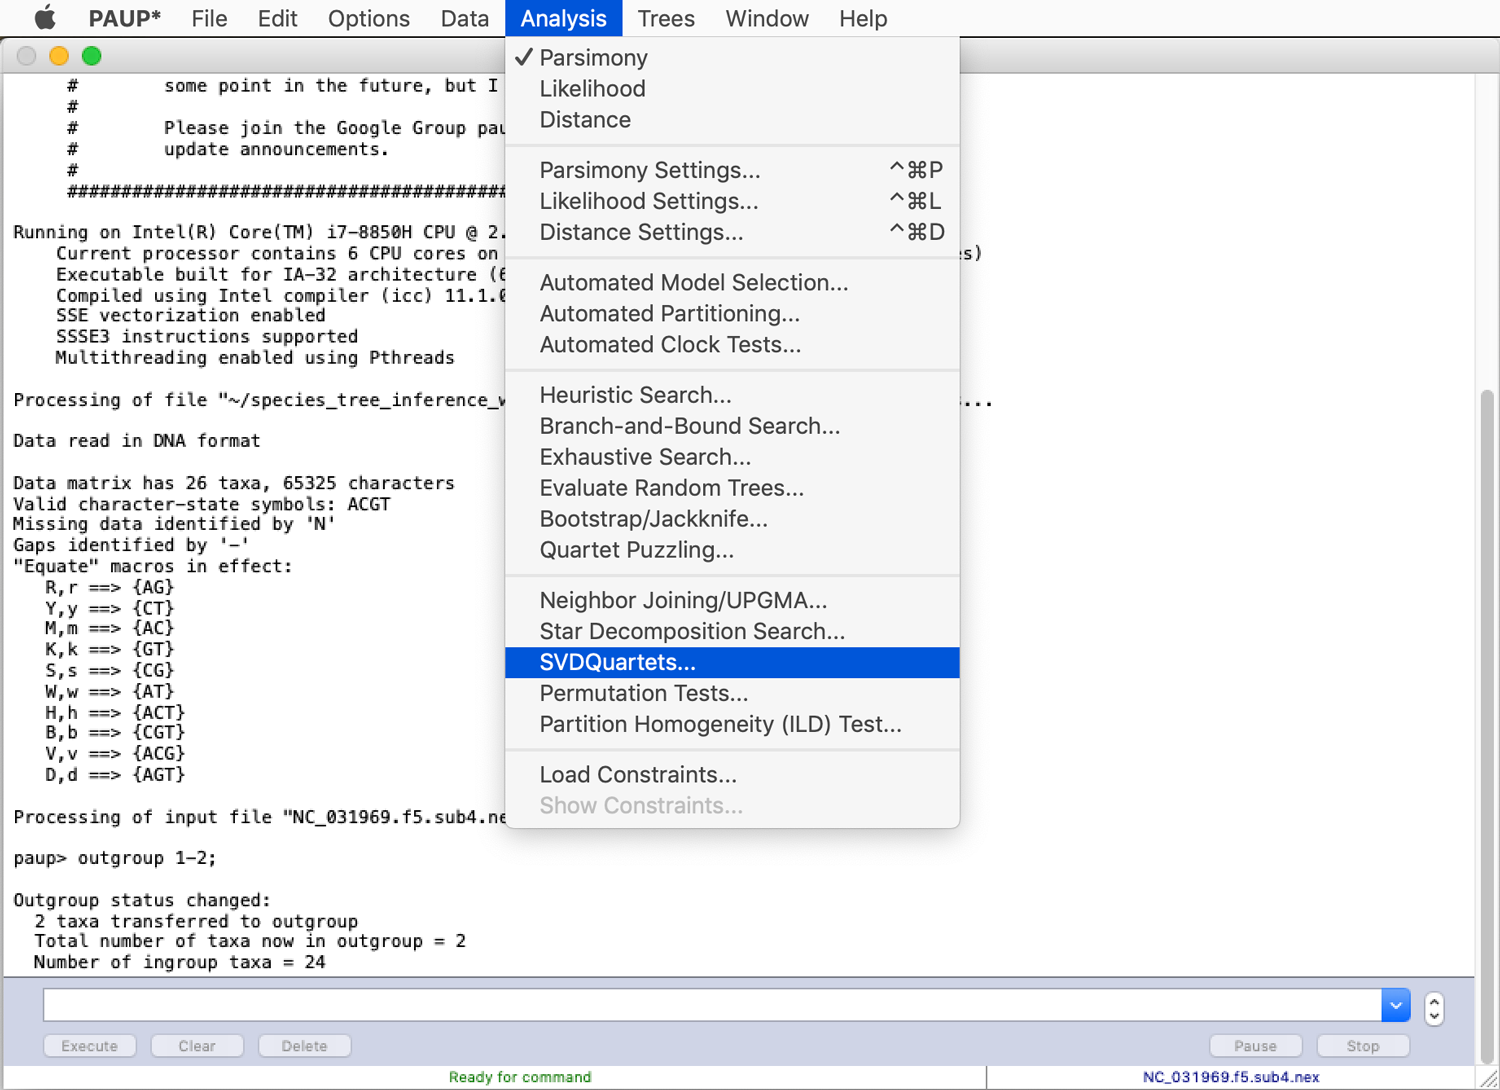 PAUP* File Edit Options Data Analysis Trees Window Help
# some point in the future, but I
#
# Please join the Google Group
# update announcements.
#
##########################################
Running on Intel(R) Core(TM) i7-8850H CPU @ 2.
Current processor contains 6 CPU cores on
Executable built for IA-32 architecture
Compiled using Intel compiler (icc) 11.1.
SSE vectorization enabled
SSSE3 instructions supported
Multithreading enabled using Pthreads
Processing of file "~/species_tree_inference_ ...
Data read in DNA format
Data matrix has 26 taxa, 65325 characters
Valid character-state symbols: ACGT
Missing data identified by 'N'
Gaps identified by '-'
"Equate" macros in effect:
R,r ==> {AG}
Y,y ==> {CT}
M,m ==> {AC}
K,k ==> {GT}
S,s ==> {CG}
W,w ==> {AT}
H,h ==> {ACT}
B,b ==> {CGT}
V,v ==> {ACG}
D,d ==> {AGT}
Processing of input file "NC_031969.f5.sub4.ne
paup> outgroup 1-2;
Outgroup status changed:
2 taxa transferred to outgroup
Total number of taxa now in outgroup = 2
Number of ingroup taxa = 24
✓ Parsimony
Likelihood
Distance
Parsimony Settings... ^⌘P
Likelihood Settings... ^⌘L
Distance Settings... ^⌘D
Automated Model Selection...
Automated Partitioning...
Automated Clock Tests...
Heuristic Search...
Branch-and-Bound Search...
Exhaustive Search...
Evaluate Random Trees...
Bootstrap/Jackknife...
Quartet Puzzling...
Neighbor Joining/UPGMA...
Star Decomposition Search...
SVDQuartets...
Permutation Tests...
Partition Homogeneity (ILD) Test...
Load Constraints...
Show Constraints...
Execute Clear Delete Pause Stop
Ready for command NC_031969.f5.sub4.nex